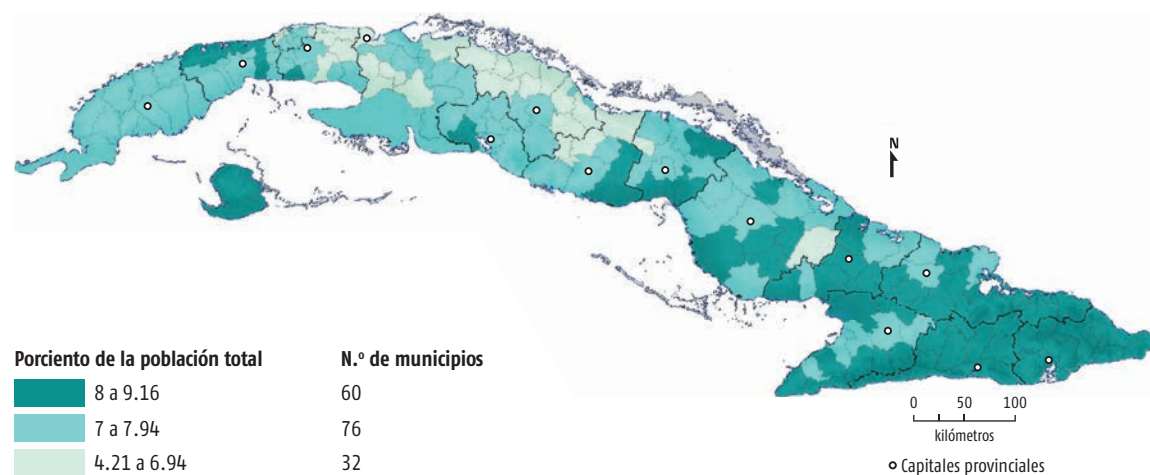 N
Porciento de la población total N.º de municipios
8 a 9.16 60
7 a 7.94 76
4.21 a 6.94 32
0 50 100
kilómetros
Capitales provinciales